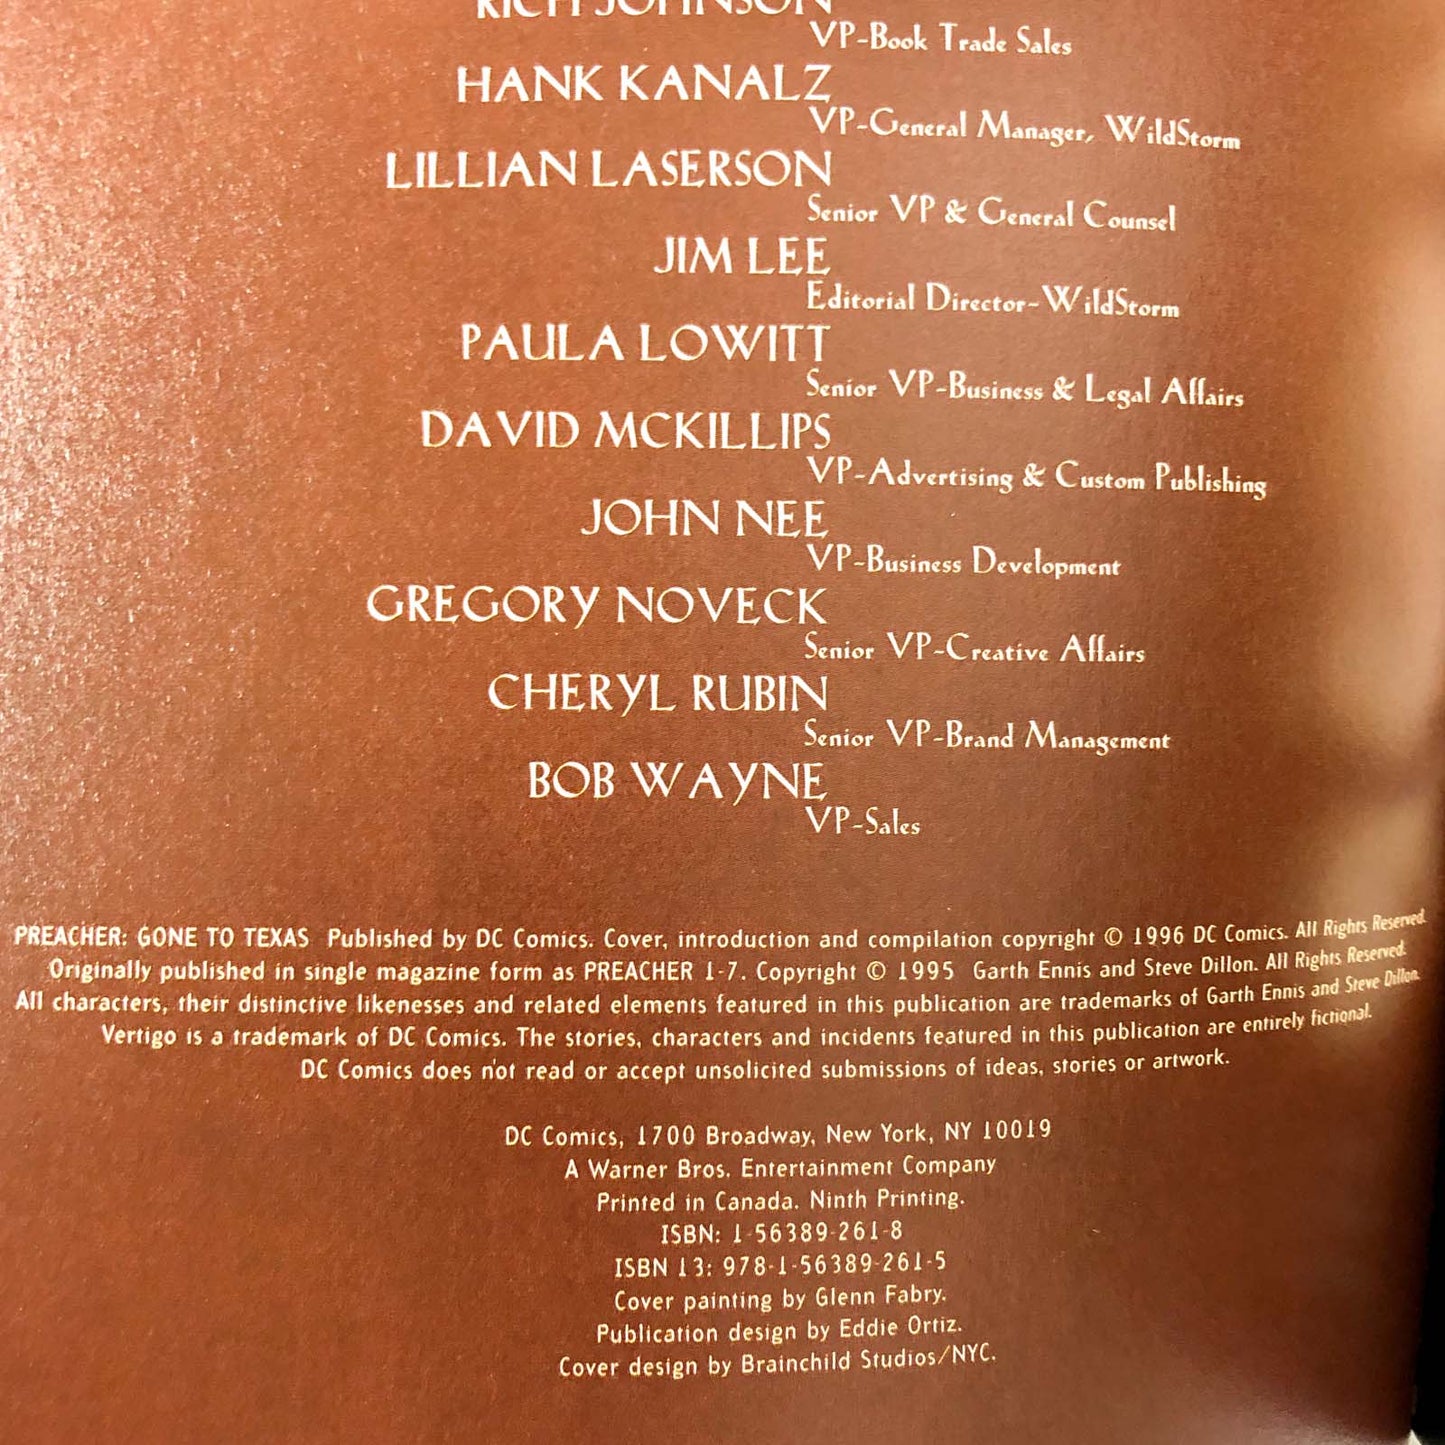 RICH JOHNSON
VP-Book Trade Sales
HANK KANALZ
VP-General Manager, WildStorm
LILLIAN LASERSON
Senior VP & General Counsel
JIM LEE
Editorial Director-WildStorm
PAULA LOWITT
Senior VP-Business & Legal Affairs
DAVID MCKILLIPS
VP-Advertising & Custom Publishing
JOHN NEE
VP-Business Development
GREGORY NOVECK
Senior VP-Creative Affairs
CHERYL RUBIN
Senior VP-Brand Management
BOB WAYNE
VP-Sales
PREACHER: GONE TO TEXAS Published by DC Comics. Cover, introduction and compilation copyright © 1996 DC Comics. All Rights Reserved.
Originally published in single magazine form as PREACHER 1-7. Copyright © 1995 Garth Ennis and Steve Dillon. All Rights Reserved.
All characters, their distinctive likenesses and related elements featured in this publication are trademarks of Garth Ennis and Steve Dillon.
Vertigo is a trademark of DC Comics. The stories, characters and incidents featured in this publication are entirely fictional.
DC Comics does not read or accept unsolicited submissions of ideas, stories or artwork.
DC Comics, 1700 Broadway, New York, NY 10019
A Warner Bros. Entertainment Company
Printed in Canada. Ninth Printing.
ISBN: 1-56389-261-8
ISBN 13: 978-1-56389-261-5
Cover painting by Glenn Fabry.
Publication design by Eddie Ortiz.
Cover design by Brainchild Studios/NYC.